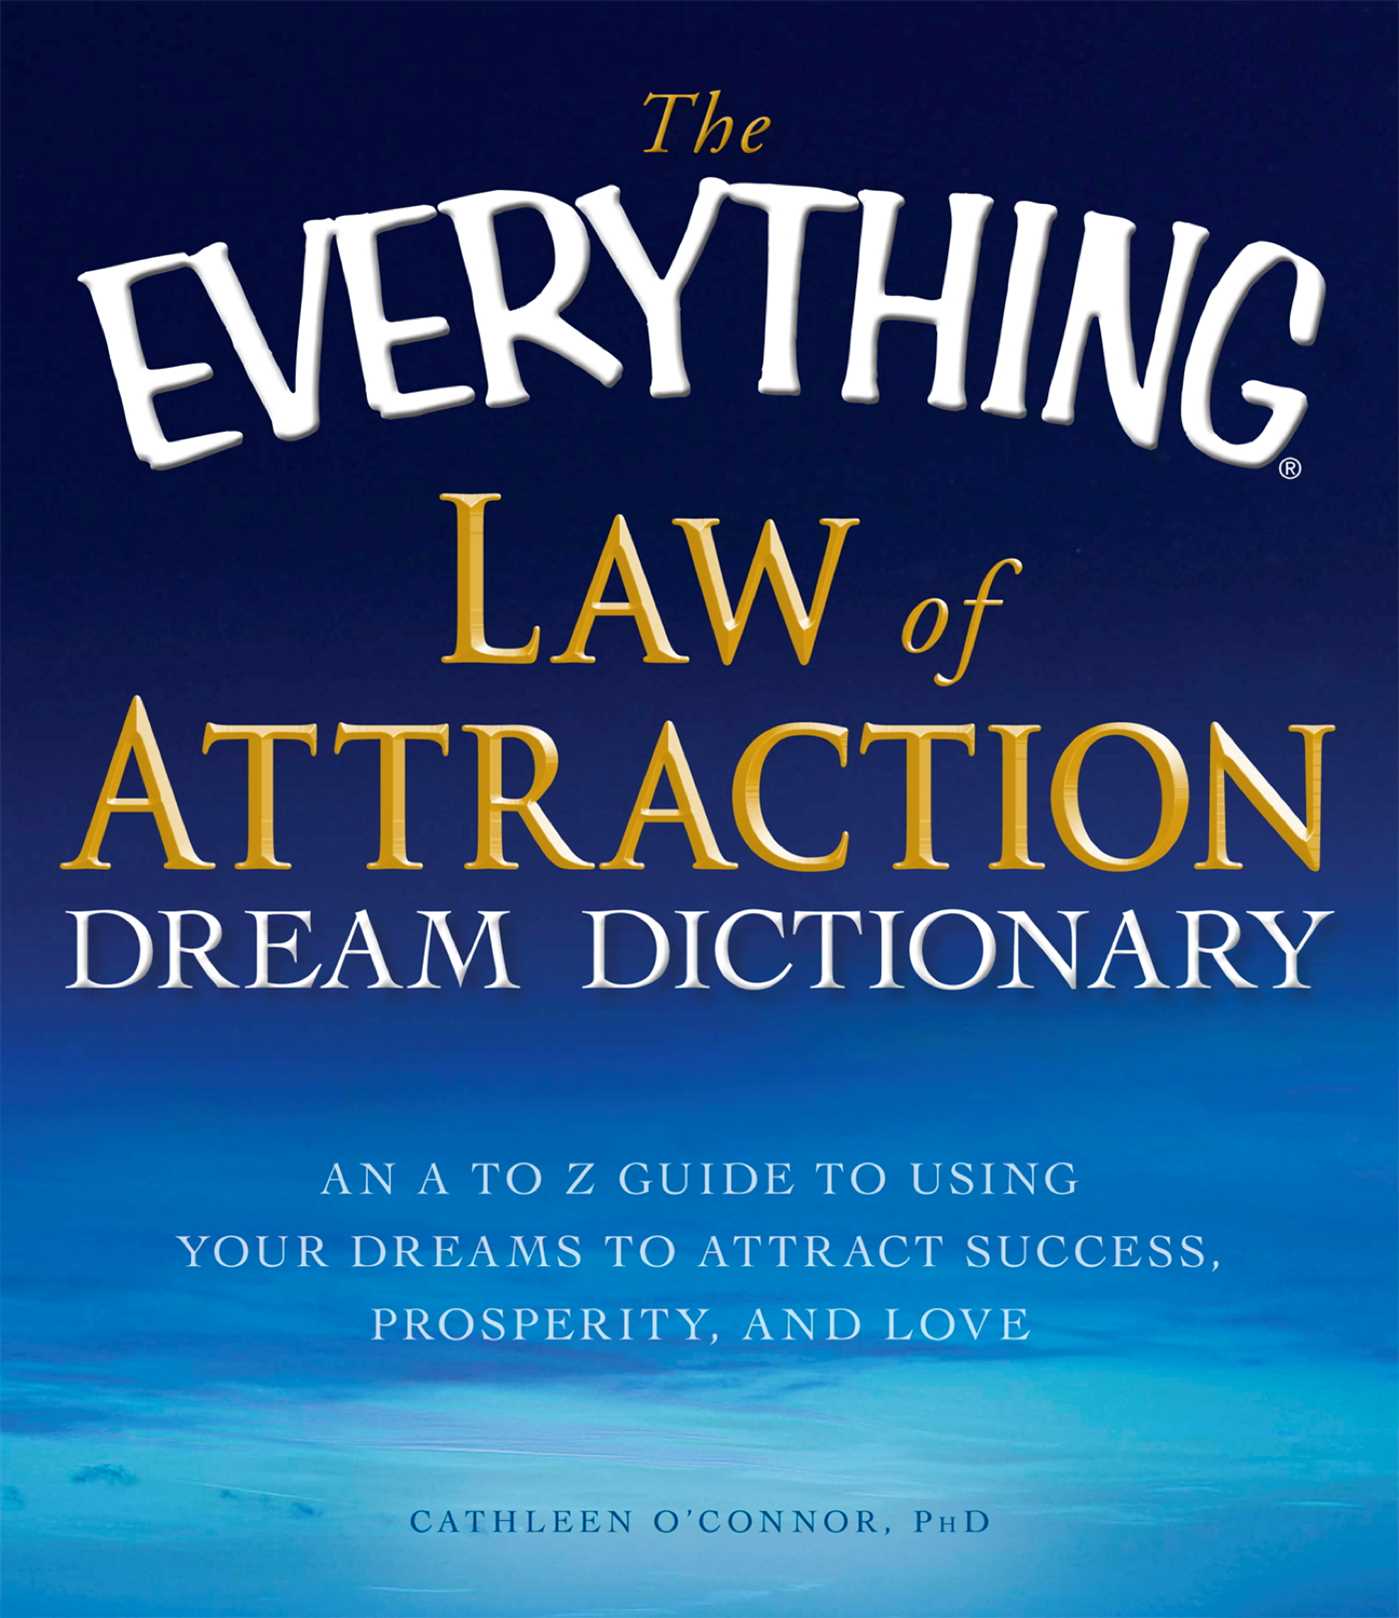 The
EVERYTHING®
LAW of
ATTRACTION
DREAM DICTIONARY
AN A TO Z GUIDE TO USING
YOUR DREAMS TO ATTRACT SUCCESS,
PROSPERITY, AND LOVE
CATHLEEN O'CONNOR, PHD